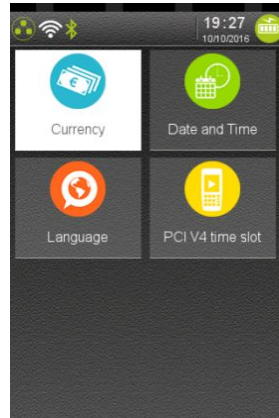 19:27
10/10/2016
Currency
Date and Time
Language
PCI V4 time slot